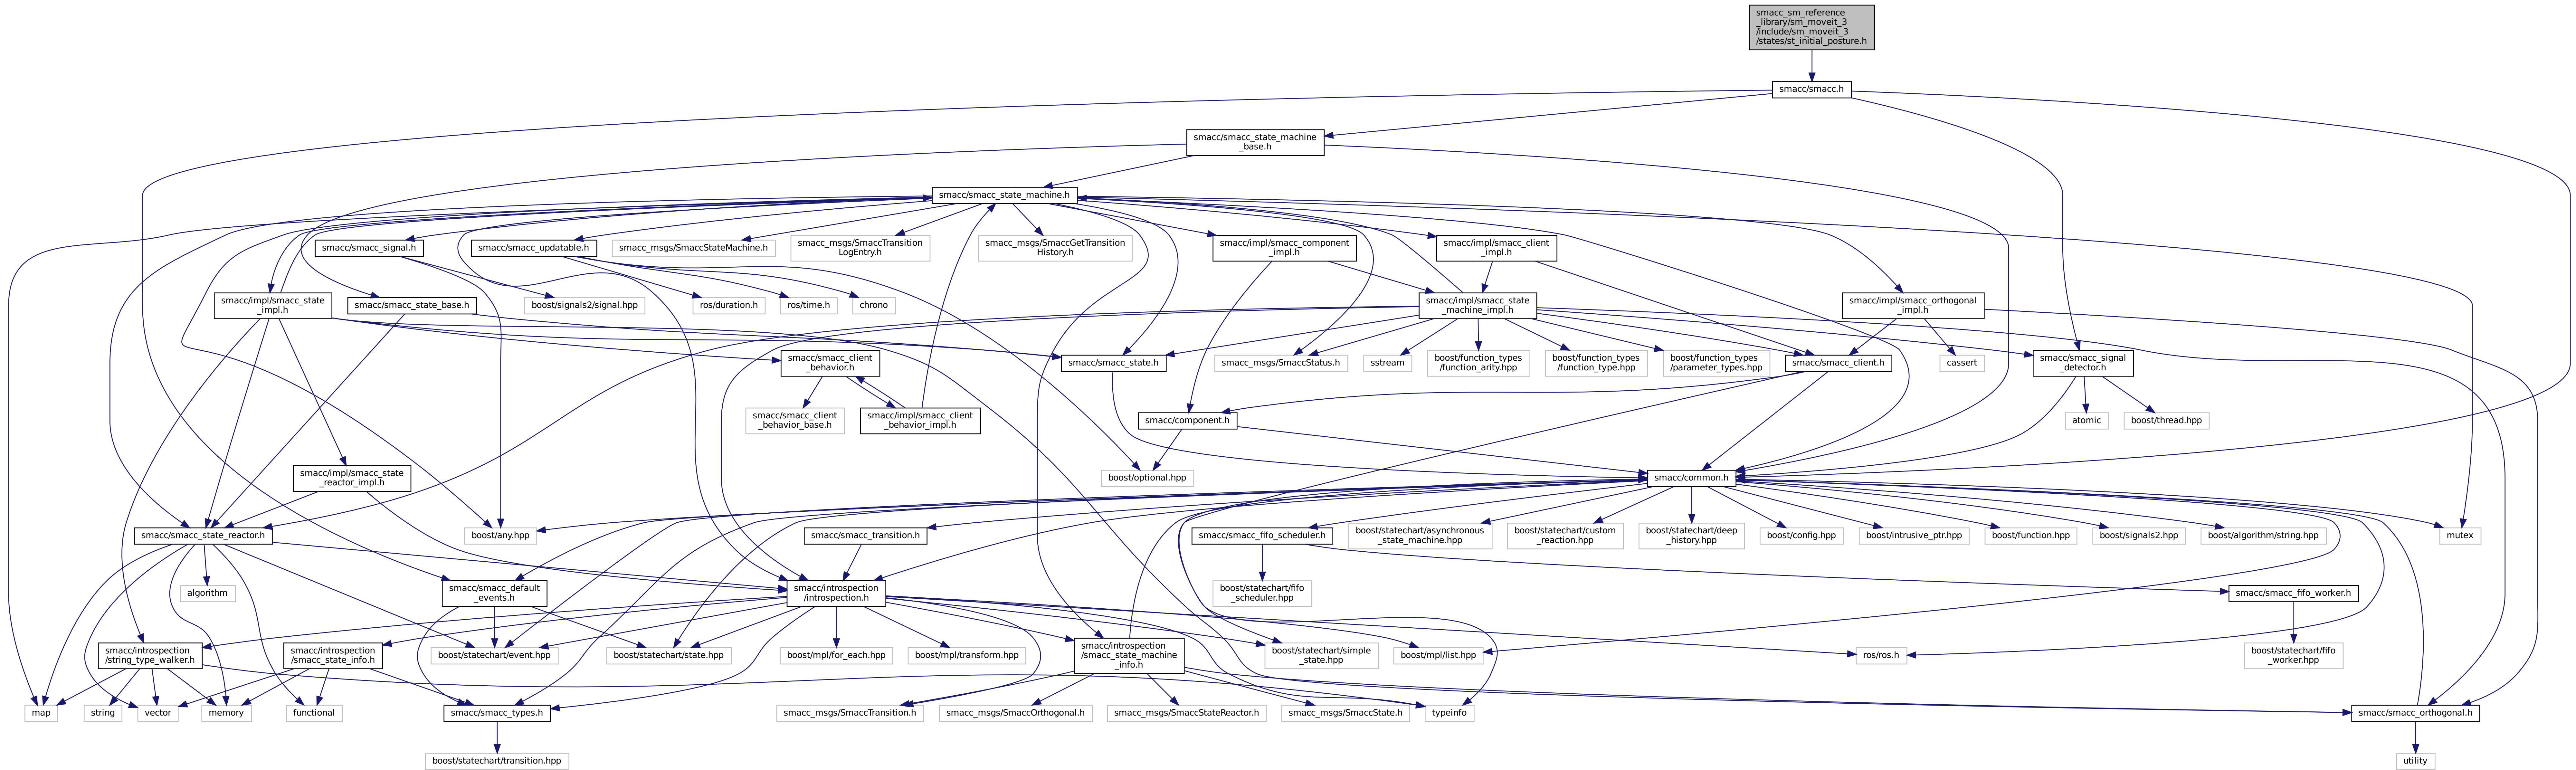 smacc_sm_reference
_library/sm_moveit_3
/include/sm_moveit_3
/states/st_initial_posture.h
smacc/smacc.h
smacc/smacc_state_machine
_base.h
smacc/smacc_state_machine.h
smacc/smacc_signal.h
smacc/smacc_updatable.h
smacc_msgs/SmaccStateMachine.h
smacc_msgs/SmaccTransition
LogEntry.h
smacc_msgs/SmaccGetTransition
History.h
smacc/impl/smacc_component
_impl.h
smacc/impl/smacc_client
_impl.h
smacc/impl/smacc_state
_impl.h
smacc/smacc_state_base.h
boost/signals2/signal.hpp
ros/duration.h
ros/time.h
chrono
smacc/impl/smacc_state
_machine_impl.h
smacc/impl/smacc_orthogonal
_impl.h
smacc/smacc_client
_behavior.h
smacc/smacc_state.h
smacc_msgs/SmaccStatus.h
sstream
boost/function_types
/function_arity.hpp
boost/function_types
/function_type.hpp
boost/function_types
/parameter_types.hpp
smacc/smacc_client.h
cassert
smacc/smacc_signal
_detector.h
smacc/smacc_client
_behavior_base.h
smacc/impl/smacc_client
_behavior_impl.h
smacc/component.h
atomic
boost/thread.hpp
smacc/impl/smacc_state
_reactor_impl.h
boost/optional.hpp
smacc/common.h
smacc/smacc_state_reactor.h
boost/any.hpp
smacc/smacc_transition.h
smacc/smacc_fifo_scheduler.h
boost/statechart/asynchronous
_state_machine.hpp
boost/statechart/custom
_reaction.hpp
boost/statechart/deep
_history.hpp
boost/config.hpp
boost/intrusive_ptr.hpp
boost/function.hpp
boost/signals2.hpp
boost/algorithm/string.hpp
mutex
algorithm
smacc/smacc_default
_events.h
smacc/introspection
/introspection.h
boost/statechart/fifo
_scheduler.hpp
smacc/smacc_fifo_worker.h
smacc/introspection
/string_type_walker.h
smacc/introspection
/smacc_state_info.h
boost/statechart/event.hpp
boost/statechart/state.hpp
boost/mpl/for_each.hpp
boost/mpl/transform.hpp
smacc/introspection
/smacc_state_machine
_info.h
boost/statechart/simple
_state.hpp
boost/mpl/list.hpp
ros/ros.h
boost/statechart/fifo
_worker.hpp
map
string
vector
memory
functional
smacc/smacc_types.h
smacc_msgs/SmaccTransition.h
smacc_msgs/SmaccOrthogonal.h
smacc_msgs/SmaccStateReactor.h
smacc_msgs/SmaccState.h
typeinfo
smacc/smacc_orthogonal.h
boost/statechart/transition.hpp
utility